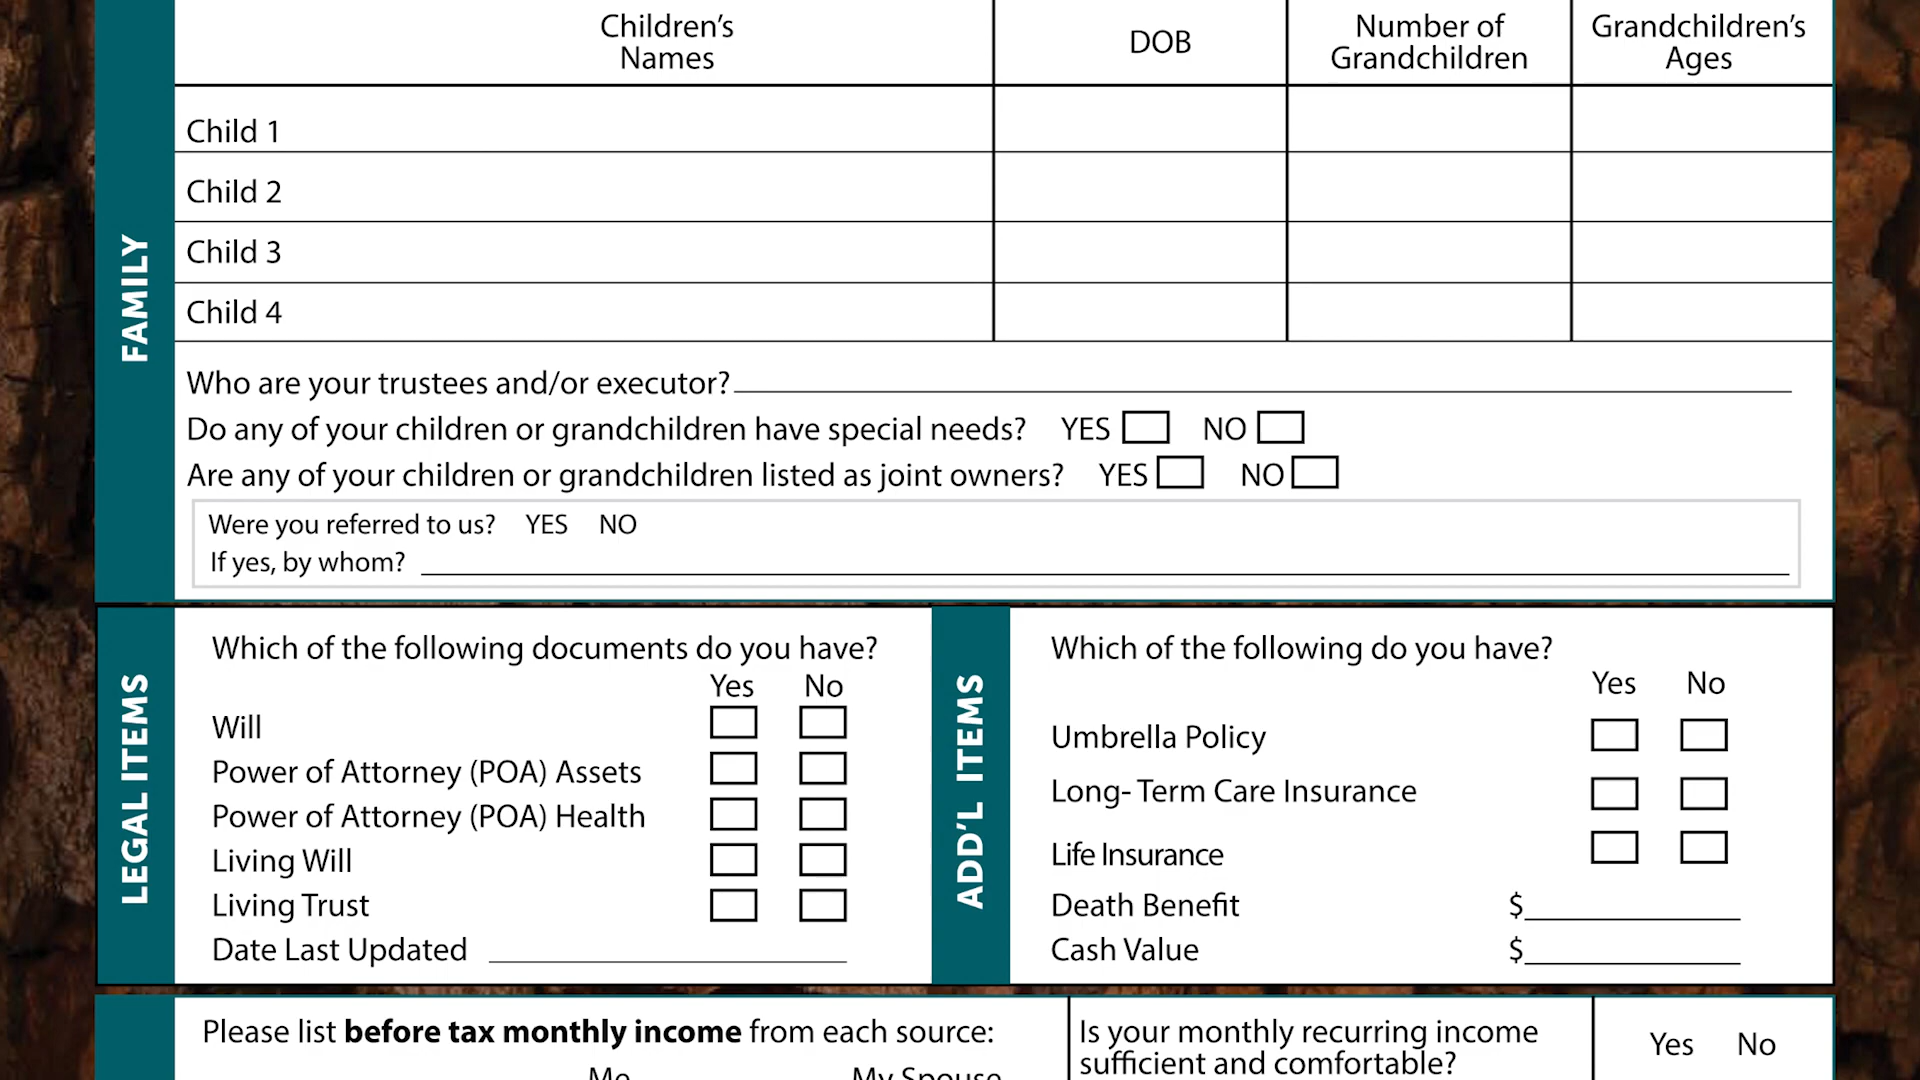 Children's
Names
DOB
Number of
Grandchildren
Grandchildren's
Ages
FAMILY
Child 1
Child 2
Child 3
Child 4
Who are your trustees and/or executor?
Do any of your children or grandchildren have special needs? YES NO
Are any of your children or grandchildren listed as joint owners? YES NO
Were you referred to us? YES NO
If yes, by whom?
LEGAL ITEMS
Which of the following documents do you have?
Yes No
Will
Power of Attorney (POA) Assets
Power of Attorney (POA) Health
Living Will
Living Trust
Date Last Updated
ADD'L ITEMS
Which of the following do you have?
Yes No
Umbrella Policy
Long- Term Care Insurance
Life Insurance
Death Benefit $
Cash Value $
Please list before tax monthly income from each source:
Me My Spouse
Is your monthly recurring income
sufficient and comfortable?
Yes No